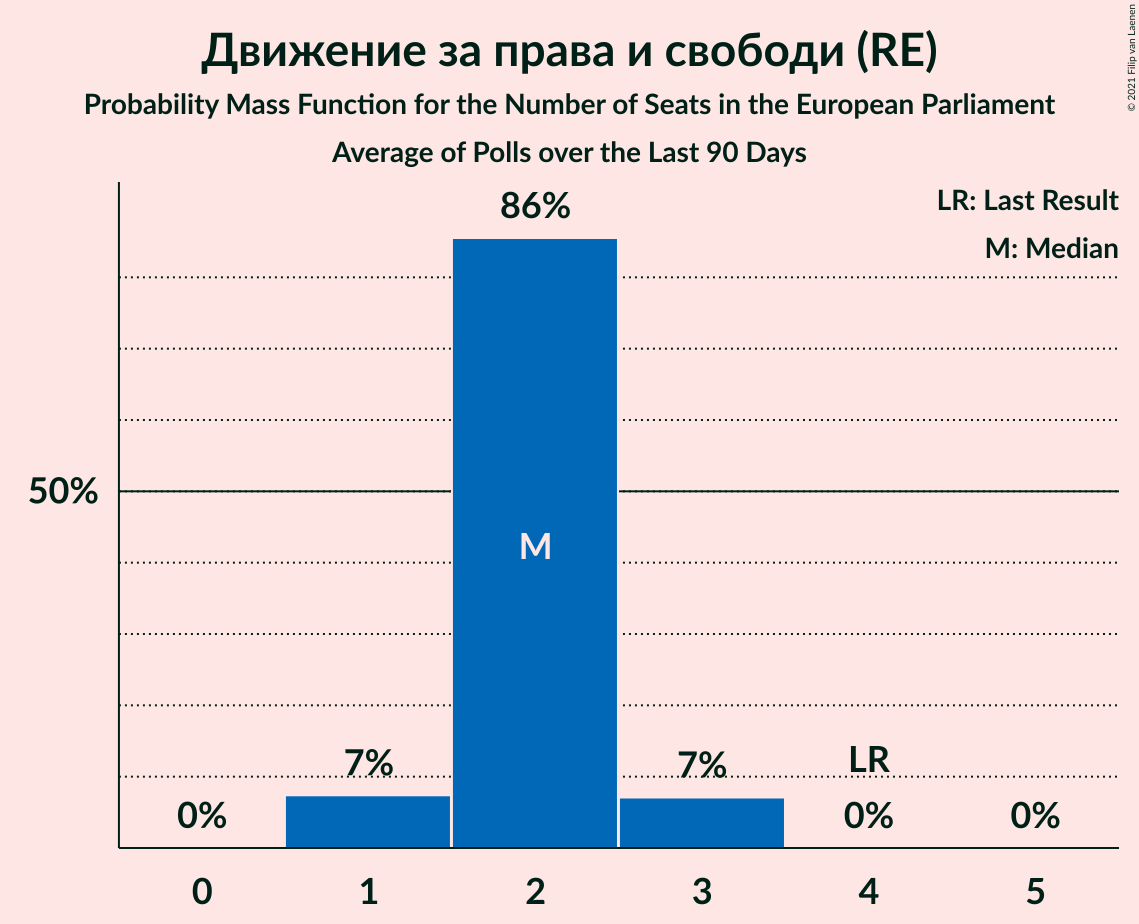 Движение за права и свободи (RE)
Probability Mass Function for the Number of Seats in the European Parliament
Average of Polls over the Last 90 Days
© 2021 Filip van Laenen
LR: Last Result
M: Median
86%
50%
M
7%
7%
LR
0%
0%
0%
0 1 2 3 4 5